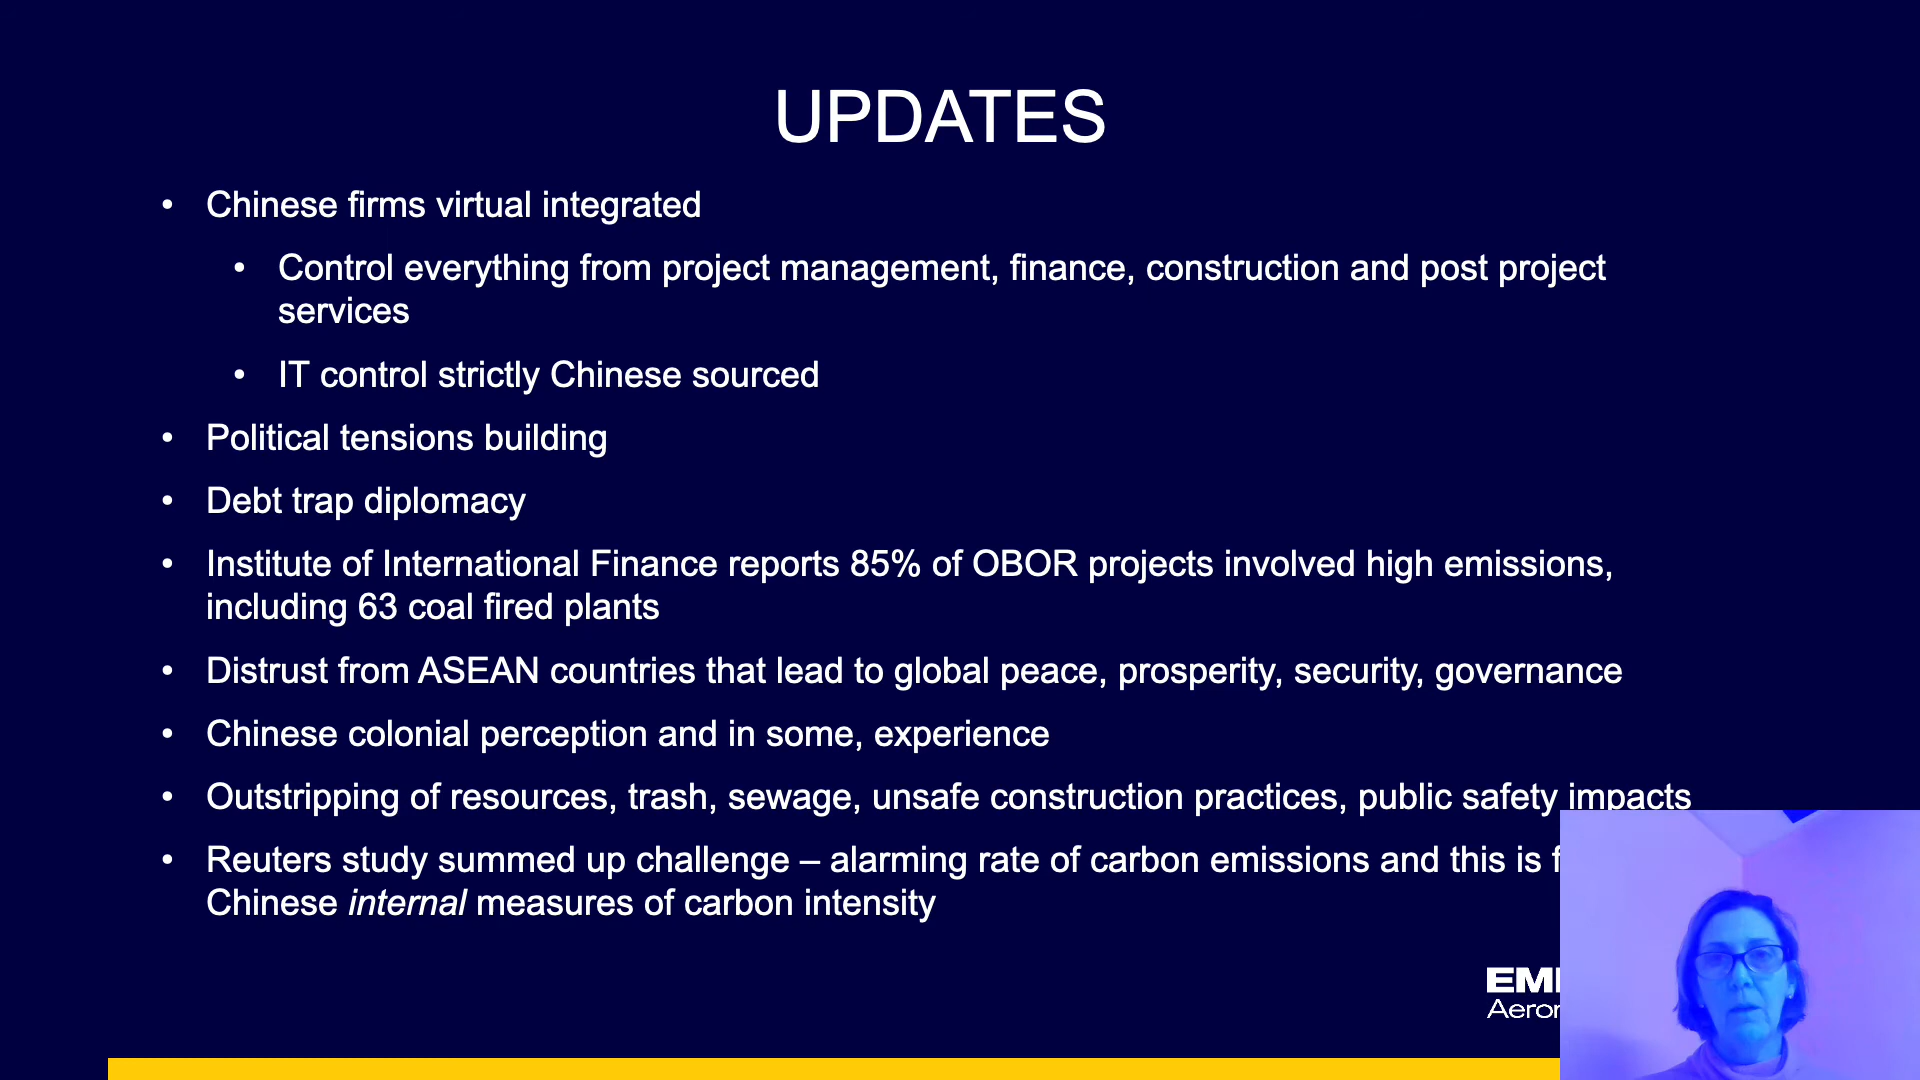 UPDATES
• Chinese firms virtual integrated
• Control everything from project management, finance, construction and post project
services
• IT control strictly Chinese sourced
• Political tensions building
• Debt trap diplomacy
• Institute of International Finance reports 85% of OBOR projects involved high emissions,
including 63 coal fired plants
• Distrust from ASEAN countries that lead to global peace, prosperity, security, governance
• Chinese colonial perception and in some, experience
• Outstripping of resources, trash, sewage, unsafe construction practices, public safety impacts
• Reuters study summed up challenge – alarming rate of carbon emissions and this is
Chinese internal measures of carbon intensity